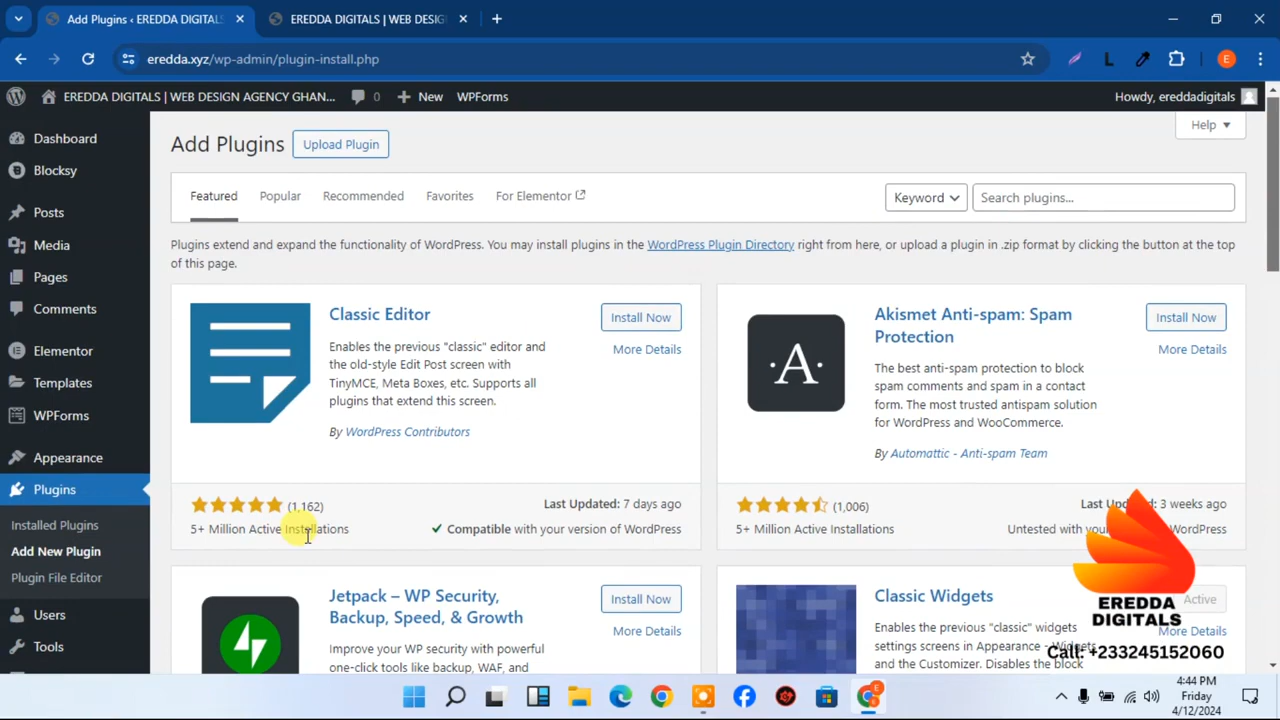 Add Plugins ‹ EREDDA DIGITALS
EREDDA DIGITALS | WEB DESIG
eredda.xyz/wp-admin/plugin-install.php
L
E
EREDDA DIGITALS | WEB DESIGN AGENCY GHAN...
0
New
WPForms
Howdy, ereddadigitals
Dashboard
Blocksy
Posts
Media
Pages
Comments
Elementor
Templates
WPForms
Appearance
Plugins
Installed Plugins
Add New Plugin
Plugin File Editor
Users
Tools
Add Plugins
Upload Plugin
Help
Featured
Popular
Recommended
Favorites
For Elementor
Keyword
Search plugins...
Plugins extend and expand the functionality of WordPress. You may install plugins in the WordPress Plugin Directory right from here, or upload a plugin in .zip format by clicking the button at the top
of this page.
Classic Editor
Install Now
More Details
Enables the previous "classic" editor and
the old-style Edit Post screen with
TinyMCE, Meta Boxes, etc. Supports all
plugins that extend this screen.
By WordPress Contributors
(1,162)
Last Updated: 7 days ago
5+ Million Active Installations
Compatible with your version of WordPress
·A·
Akismet Anti-spam: Spam
Protection
Install Now
More Details
The best anti-spam protection to block
spam comments and spam in a contact
form. The most trusted antispam solution
for WordPress and WooCommerce.
By Automattic - Anti-spam Team
(1,006)
Last Updated: 3 weeks ago
5+ Million Active Installations
Untested with your WordPress
Jetpack – WP Security,
Backup, Speed, & Growth
Install Now
More Details
Improve your WP security with powerful
one-click tools like backup, WAF, and
Classic Widgets
Active
More Details
Enables the previous "classic" widgets
settings screens in Appearance - Widgets
and the Customizer. Disables the block
EREDDA
DIGITALS
Call: +233245152060
E
4:44 PM
Friday
4/12/2024